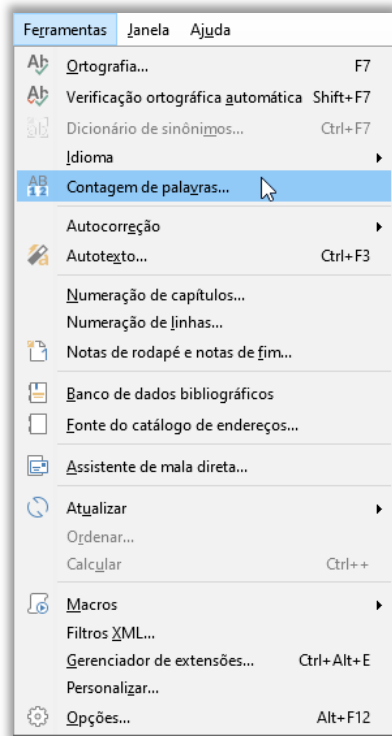 Ferramentas Janela Ajuda
Ortografia... F7
Verificação ortográfica automática Shift+F7
Dicionário de sinônimos... Ctrl+F7
Idioma
Contagem de palavras...
Autocorreção
Autotexto... Ctrl+F3
Numeração de capítulos...
Numeração de linhas...
Notas de rodapé e notas de fim...
Banco de dados bibliográficos
Fonte do catálogo de endereços...
Assistente de mala direta...
Atualizar
Ordenar...
Calcular Ctrl++
Macros
Filtros XML...
Gerenciador de extensões... Ctrl+Alt+E
Personalizar...
Opções... Alt+F12